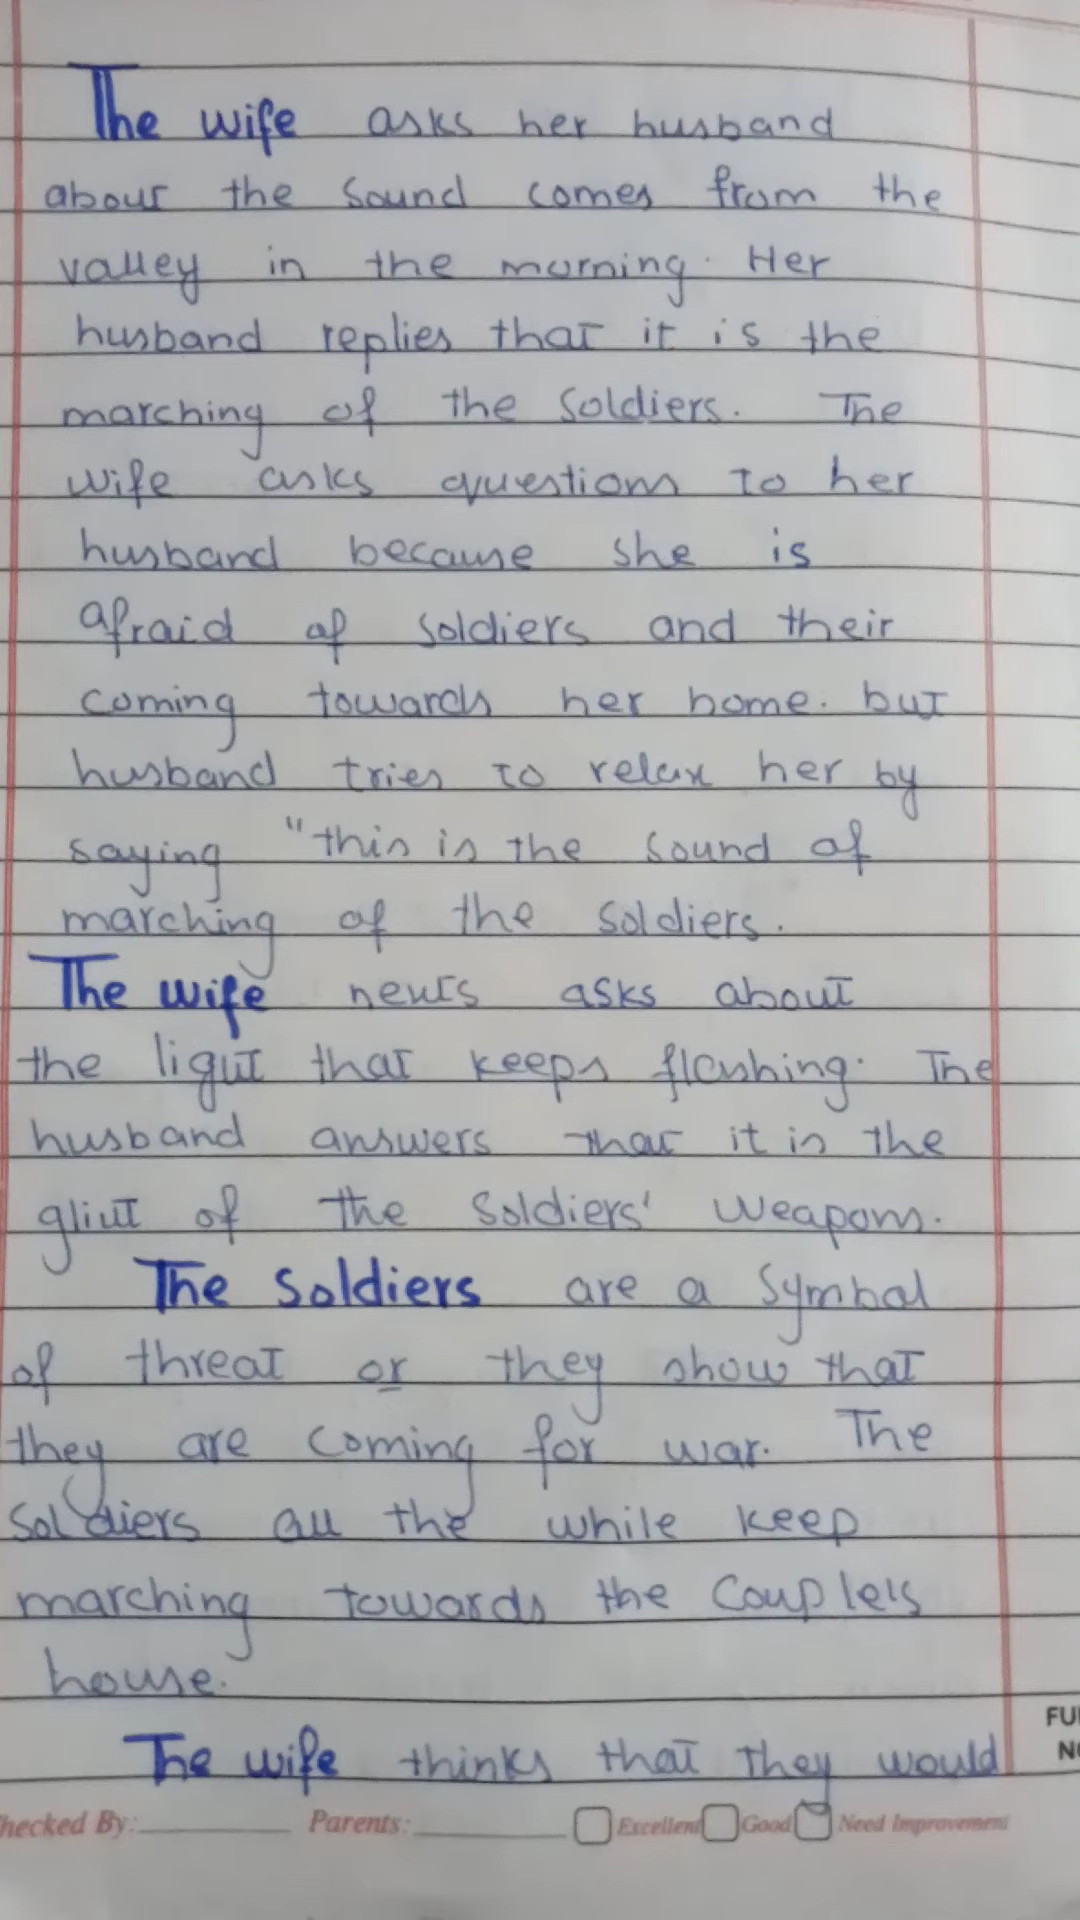 The wife asks her husband
about the sound comes from the
valley in the morning. Her
husband replies that it is the
marching of the soldiers. The
wife asks questions to her
husband because she is
afraid of soldiers and their
coming towards her home. but
husband tries to relax her by
saying "this is the sound of
marching of the soldiers.
The wife next asks about
the light that keeps flashing. The
husband answers that it is the
glint of the soldiers' weapons.
The soldiers are a symbol
of threat or they show that
they are coming for war. The
soldiers all the while keep
marching towards the couple's
house.
The wife thinks that they would
FU
N
hecked By: Parents: Excellent Good Need Improvement